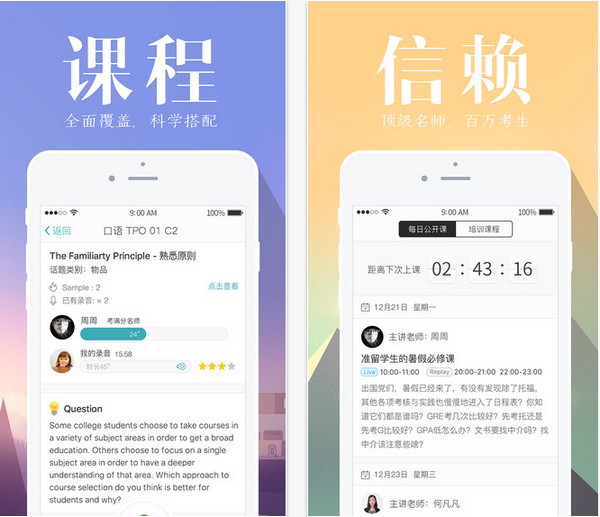 课程
全面覆盖，科学搭配
9:00 AM
100%
返回
口语 TPO 01 C2
The Familiarty Principle - 熟悉原则
话题类别：物品
Sample : 2
点击查看
已有录音: × 2
周周 考满分名师
24"
我的录音 15:58
时长45"
Question
Some college students choose to take courses in
a variety of subject areas in order to get a broad
education. Others choose to focus on a single
subject area in order to have a deeper
understanding of that area. Which approach to
course selection do you think is better for
students and why?
信赖
顶级名师，百万考生
9:00 AM
100%
每日公开课
培训课程
距离下次上课 02 : 43 : 16
12月21日 星期一
主讲老师：周周
准留学生的暑假必修课
Live 10:00-11:00 Replay 20:00-21:00 22:00-23:00
出国党们，暑假已经来了，有没有发现除了托福，
其他各项考核与实践也慢慢地进入了日程表？你知
道它们都是谁吗？GRE考几次比较好？先考托还是
先考G比较好？GPA低怎么办？文书要找中介吗？找
中介该注意些啥？
12月23日 星期三
主讲老师：何凡凡